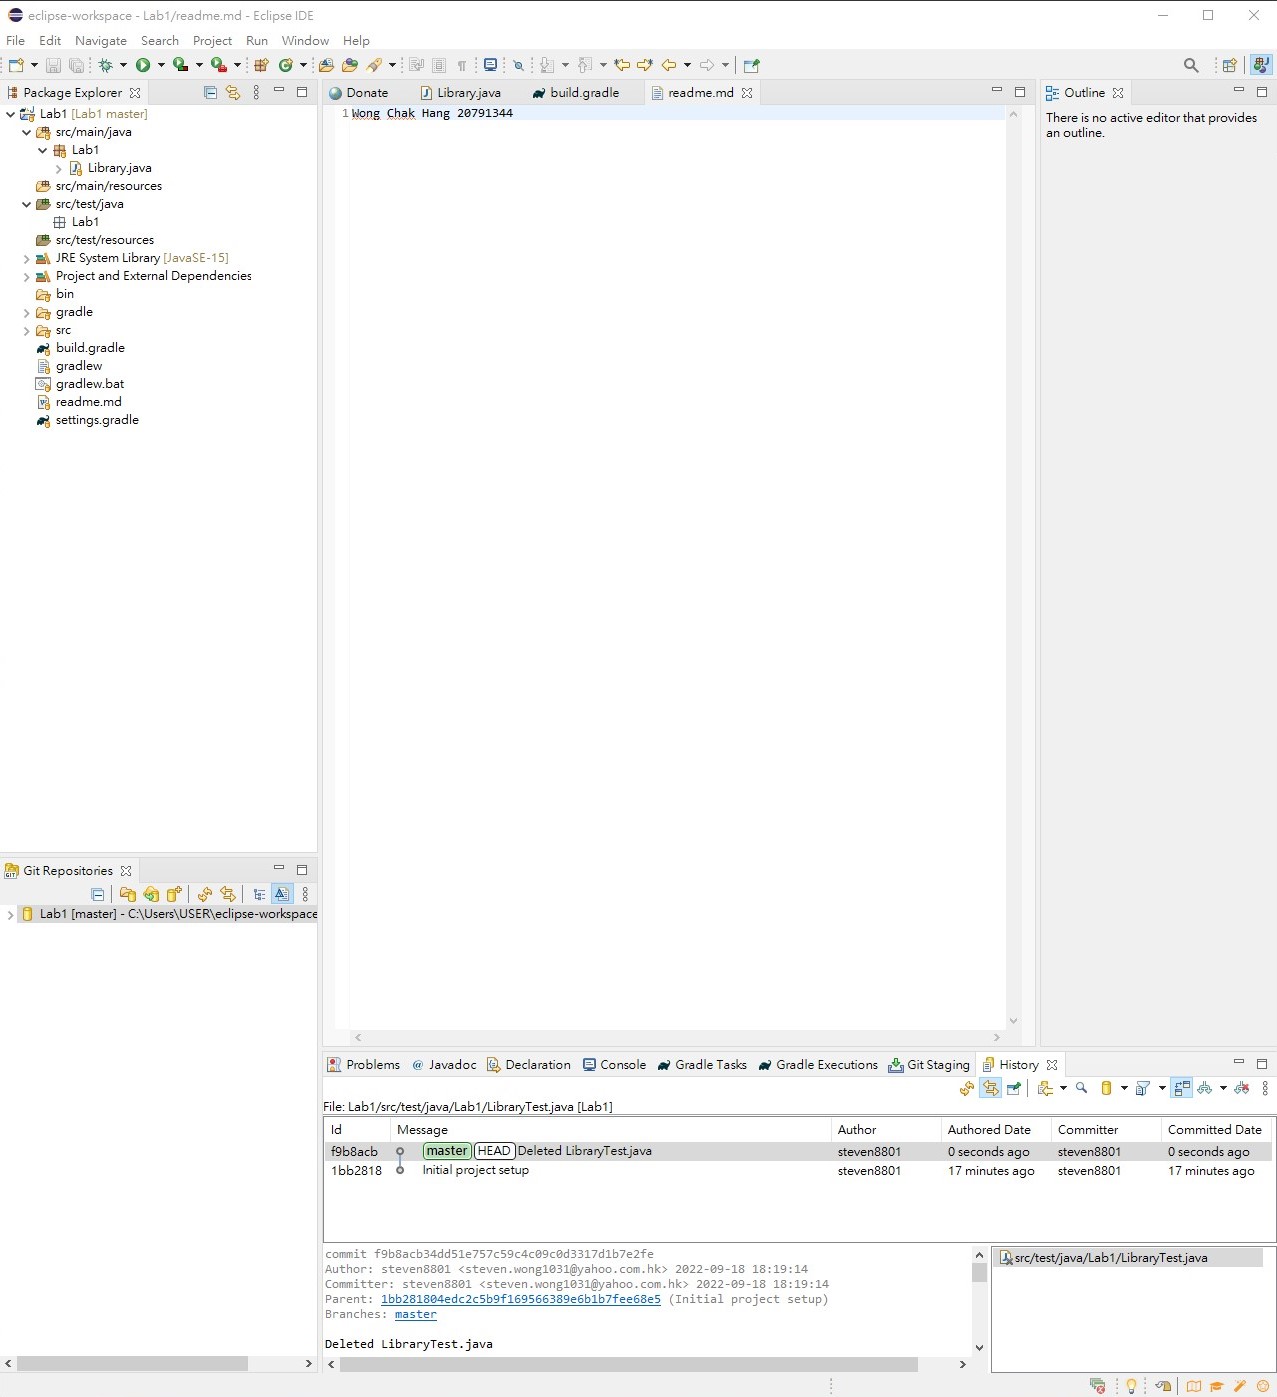 eclipse-workspace - Lab1/readme.md - Eclipse IDE
File Edit Navigate Search Project Run Window Help
Package Explorer
Lab1 [Lab1 master]
src/main/java
Lab1
Library.java
src/main/resources
src/test/java
Lab1
src/test/resources
JRE System Library [JavaSE-15]
Project and External Dependencies
bin
gradle
src
build.gradle
gradlew
gradlew.bat
readme.md
settings.gradle
Git Repositories
Lab1 [master] - C:\Users\USER\eclipse-workspace
Donate Library.java build.gradle readme.md
1 Wong Chak Hang 20791344
Outline
There is no active editor that provides
an outline.
Problems Javadoc Declaration Console Gradle Tasks Gradle Executions Git Staging History
File: Lab1/src/test/java/Lab1/LibraryTest.java [Lab1]
Id Message Author Authored Date Committer Committed Date
f9b8acb master HEAD Deleted LibraryTest.java steven8801 0 seconds ago steven8801 0 seconds ago
1bb2818 Initial project setup steven8801 17 minutes ago steven8801 17 minutes ago
commit f9b8acb34dd51e757c59c4c09c0d3317d1b7e2fe
Author: steven8801 <steven.wong1031@yahoo.com.hk> 2022-09-18 18:19:14
Committer: steven8801 <steven.wong1031@yahoo.com.hk> 2022-09-18 18:19:14
Parent: 1bb281804edc2c5b9f169566389e6b1b7fee68e5 (Initial project setup)
Branches: master
Deleted LibraryTest.java
src/test/java/Lab1/LibraryTest.java